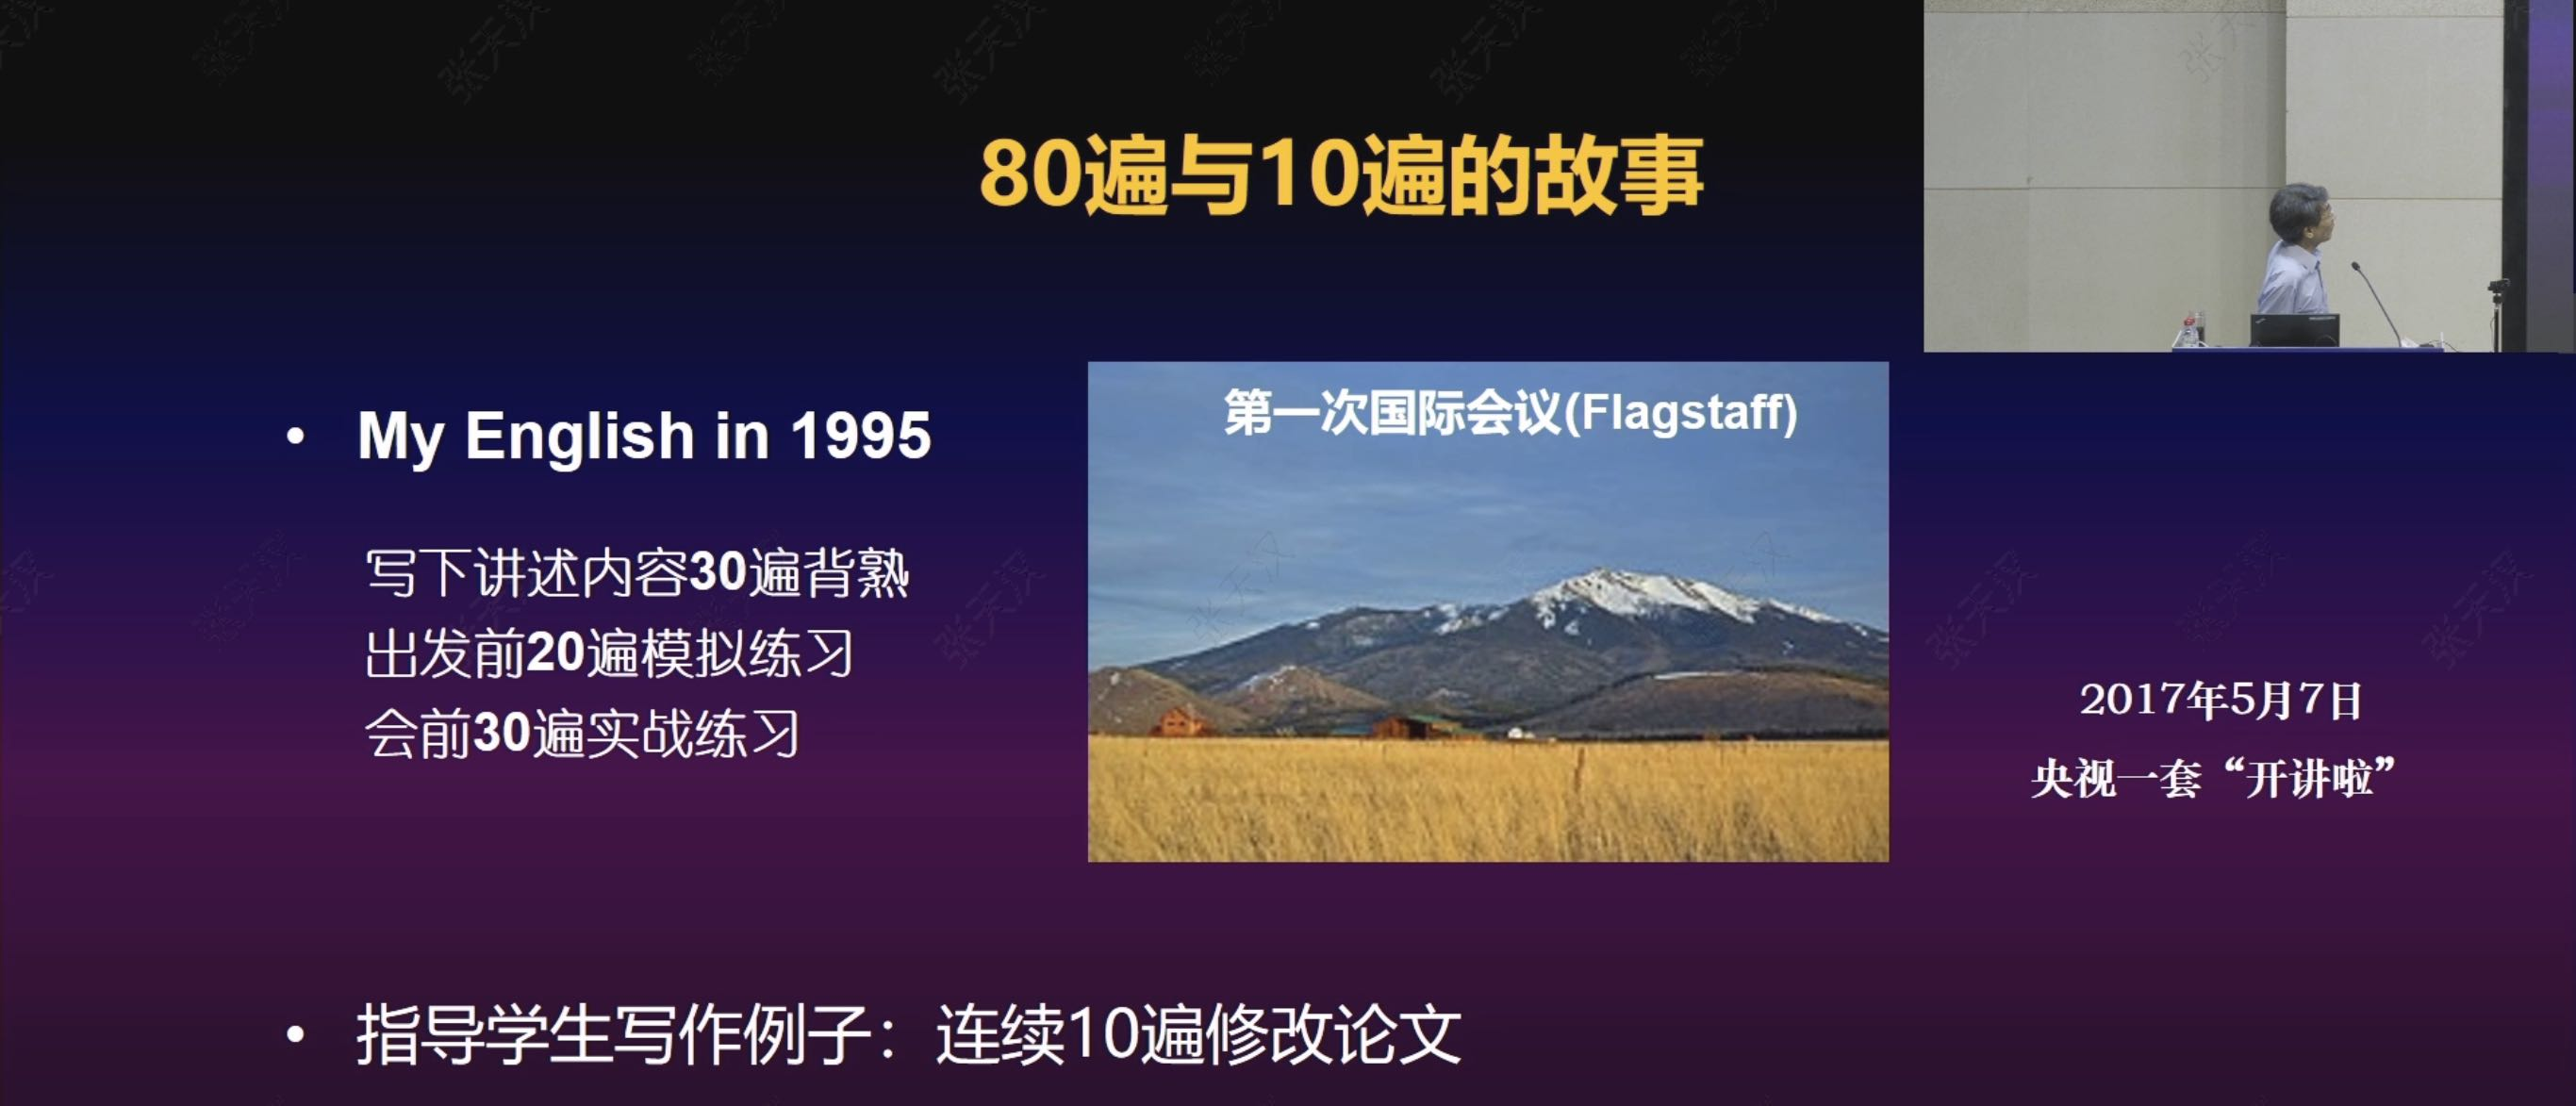 80遍与10遍的故事
• My English in 1995
第一次国际会议(Flagstaff)
写下讲述内容30遍背熟
出发前20遍模拟练习
会前30遍实战练习
2017年5月7日
央视一套“开讲啦”
• 指导学生写作例子：连续10遍修改论文